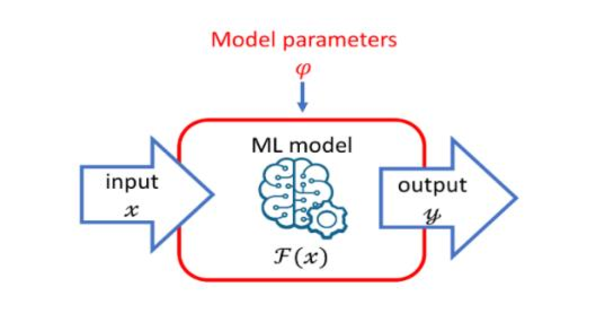 Model parameters
φ
ML model
input
x
output
y
ℱ(x)